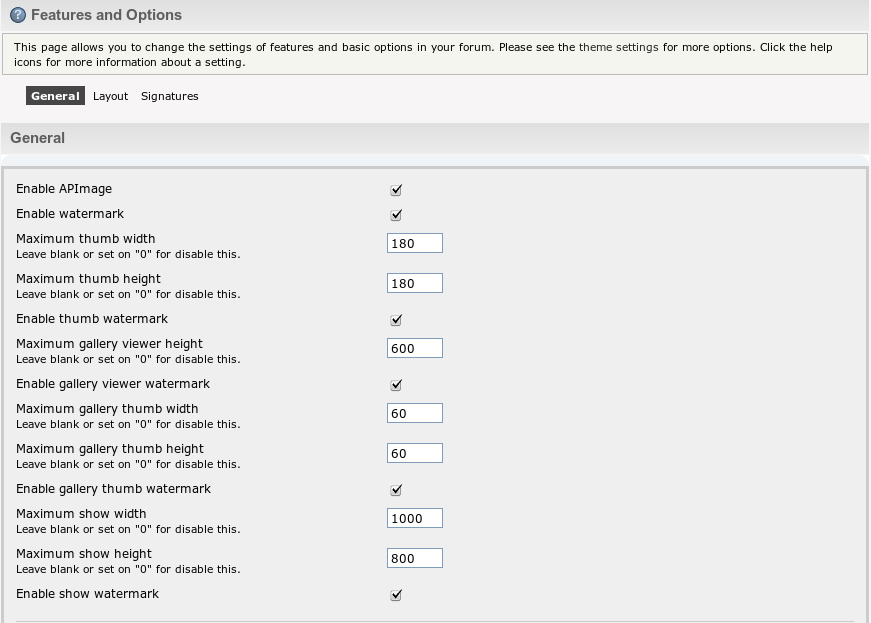 Features and Options
This page allows you to change the settings of features and basic options in your forum. Please see the theme settings for more options. Click the help
icons for more information about a setting.
General Layout Signatures
General
Enable APImage
Enable watermark
Maximum thumb width
180
Leave blank or set on "0" for disable this.
Maximum thumb height
180
Leave blank or set on "0" for disable this.
Enable thumb watermark
Maximum gallery viewer height
600
Leave blank or set on "0" for disable this.
Enable gallery viewer watermark
Maximum gallery thumb width
60
Leave blank or set on "0" for disable this.
Maximum gallery thumb height
60
Leave blank or set on "0" for disable this.
Enable gallery thumb watermark
Maximum show width
1000
Leave blank or set on "0" for disable this.
Maximum show height
800
Leave blank or set on "0" for disable this.
Enable show watermark